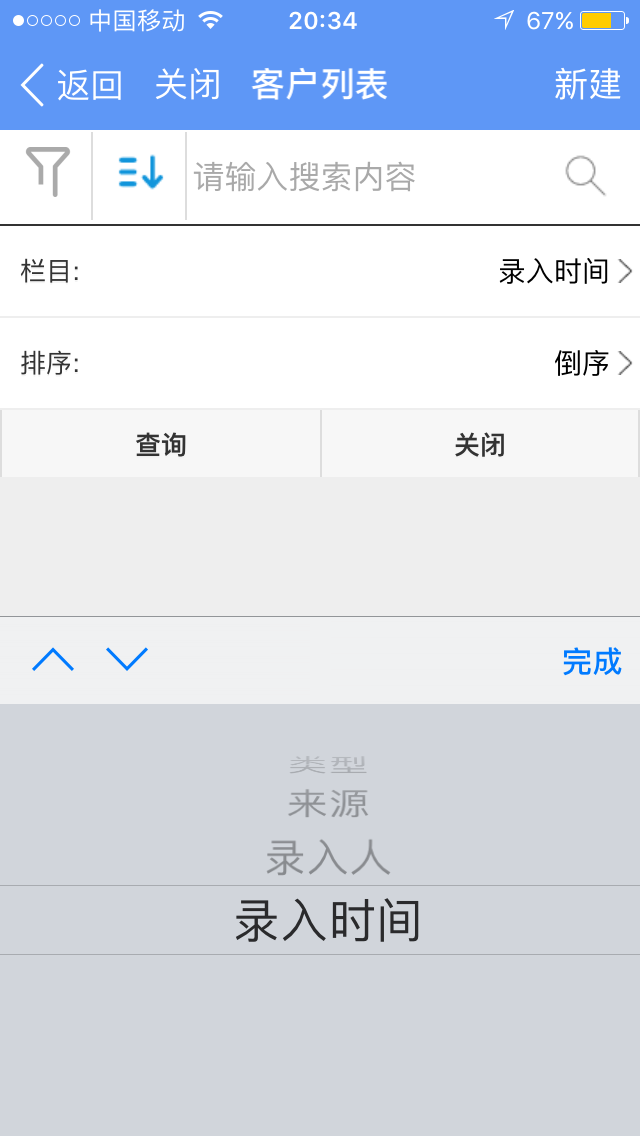 中国移动 20:34 67%
返回 关闭 客户列表 新建
请输入搜索内容
栏目: 录入时间
排序: 倒序
查询 关闭
完成
类型
来源
录入人
录入时间